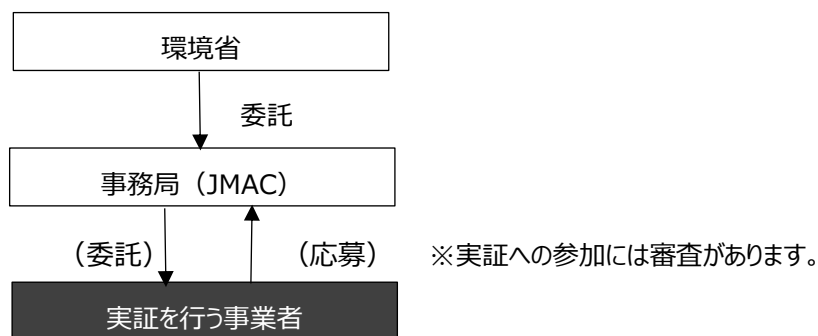 環境省
委託
事務局（JMAC）
（委託） （応募） ※実証への参加には審査があります。
実証を行う事業者